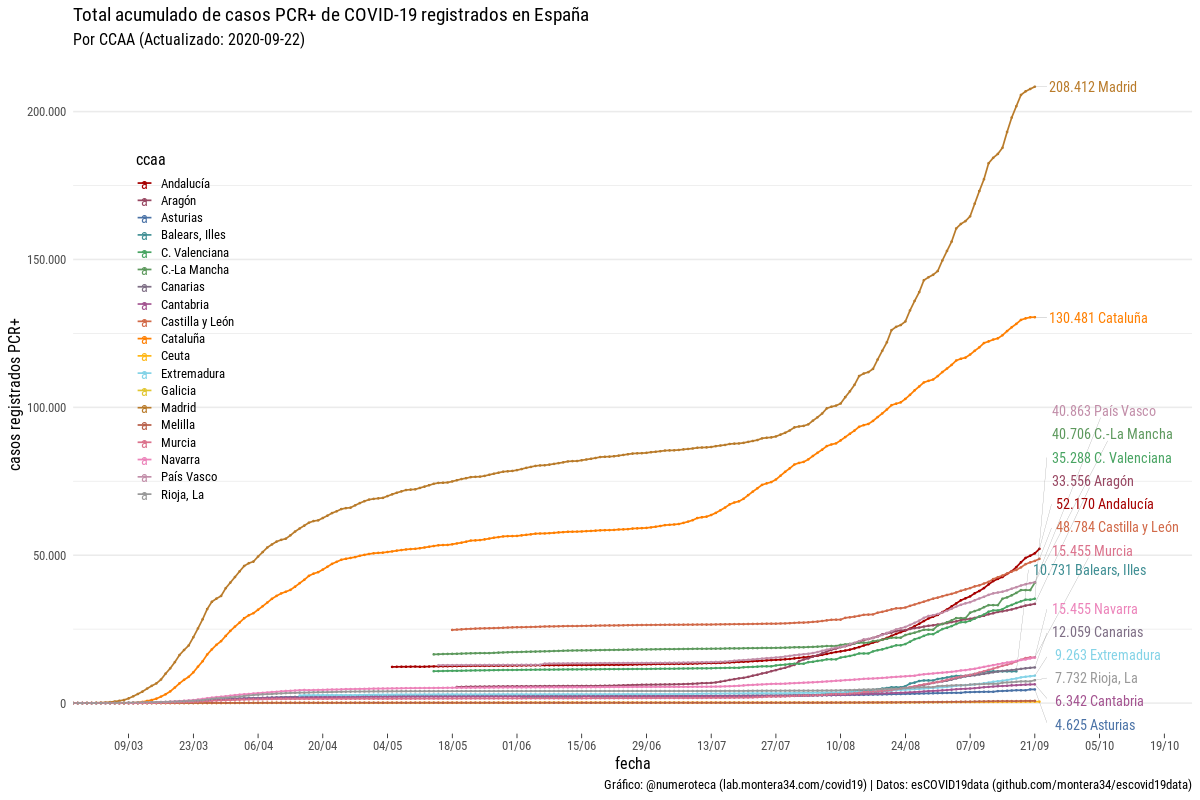 Total acumulado de casos PCR+ de COVID-19 registrados en España
Por CCAA (Actualizado: 2020-09-22)
casos registrados PCR+
200.000
150.000
100.000
50.000
0
ccaa
Andalucía
Aragón
Asturias
Balears, Illes
C. Valenciana
C.-La Mancha
Canarias
Cantabria
Castilla y León
Cataluña
Ceuta
Extremadura
Galicia
Madrid
Melilla
Murcia
Navarra
País Vasco
Rioja, La
208.412 Madrid
130.481 Cataluña
40.863 País Vasco
40.706 C.-La Mancha
35.288 C. Valenciana
33.556 Aragón
52.170 Andalucía
48.784 Castilla y León
15.455 Murcia
10.731 Balears, Illes
15.455 Navarra
12.059 Canarias
9.263 Extremadura
7.732 Rioja, La
6.342 Cantabria
4.625 Asturias
09/03 23/03 06/04 20/04 04/05 18/05 01/06 15/06 29/06 13/07 27/07 10/08 24/08 07/09 21/09 05/10 19/10
fecha
Gráfico: @numeroteca (lab.montera34.com/covid19) | Datos: esCOVID19data (github.com/montera34/escovid19data)